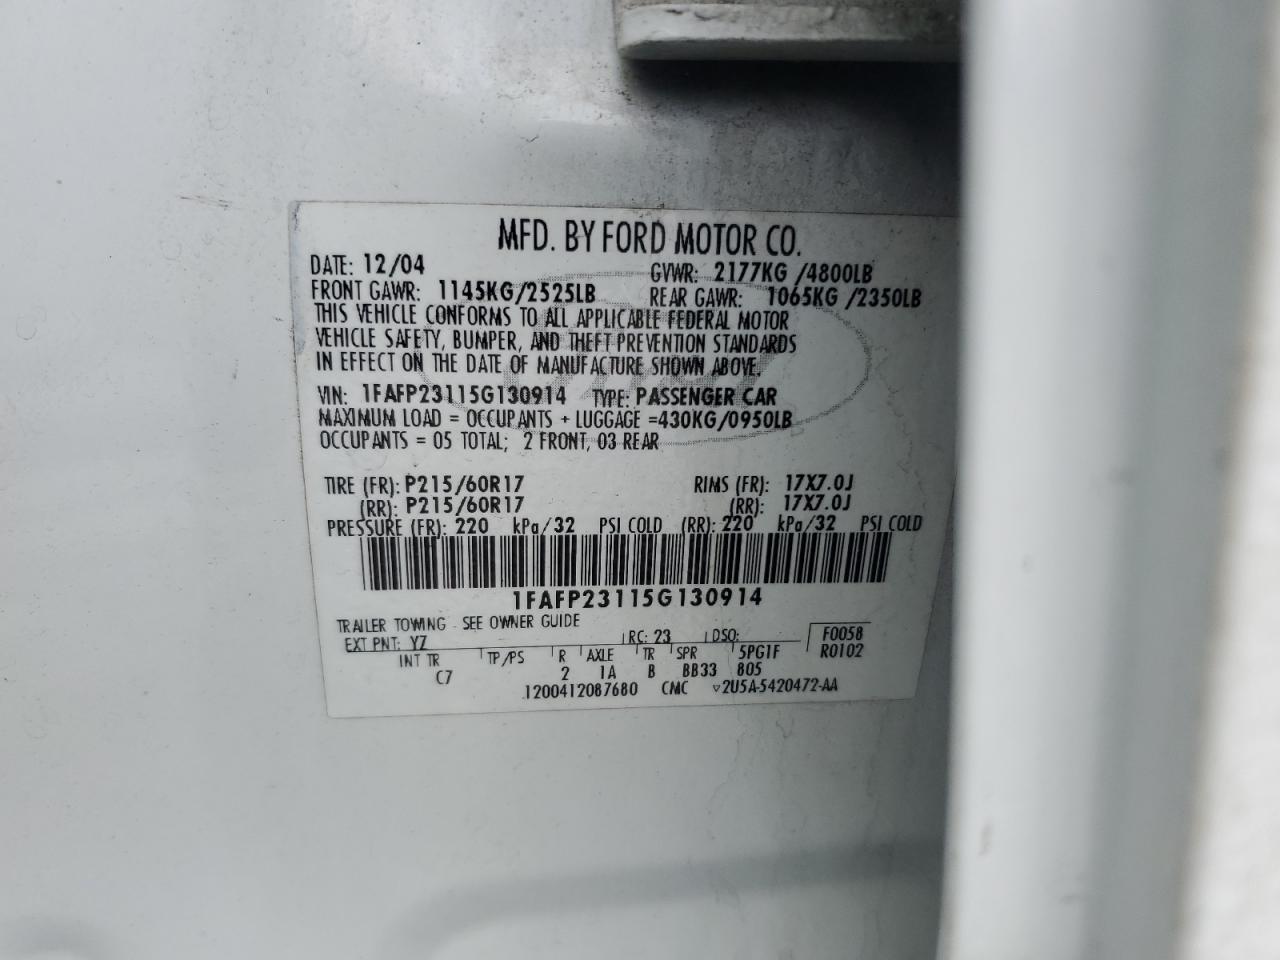 MFD. BY FORD MOTOR CO.
DATE: 12/04 GVWR: 2177KG /4800LB
FRONT GAWR: 1145KG/2525LB REAR GAWR: 1065KG /2350LB
THIS VEHICLE CONFORMS TO ALL APPLICABLE FEDERAL MOTOR
VEHICLE SAFETY, BUMPER, AND THEFT PREVENTION STANDARDS
IN EFFECT ON THE DATE OF MANUFACTURE SHOWN ABOVE.
VIN: 1FAFP23115G130914 TYPE: PASSENGER CAR
MAXIMUM LOAD = OCCUPANTS + LUGGAGE =430KG/0950LB
OCCUPANTS = 05 TOTAL; 2 FRONT, 03 REAR
TIRE (FR): P215/60R17 RIMS (FR): 17X7.0J
(RR): P215/60R17 (RR): 17X7.0J
PRESSURE (FR): 220 kPa/32 PSI COLD (RR): 220 kPa/32 PSI COLD
1FAFP23115G130914
TRAILER TOWING - SEE OWNER GUIDE
EXT PNT: YZ RC: 23 DSO: F0058
INT TR TP/PS R AXLE TR SPR 5PG1F R0102
C7 2 1A B BB33 805
1200412087680 CMC ▽2U5A-5420472-AA